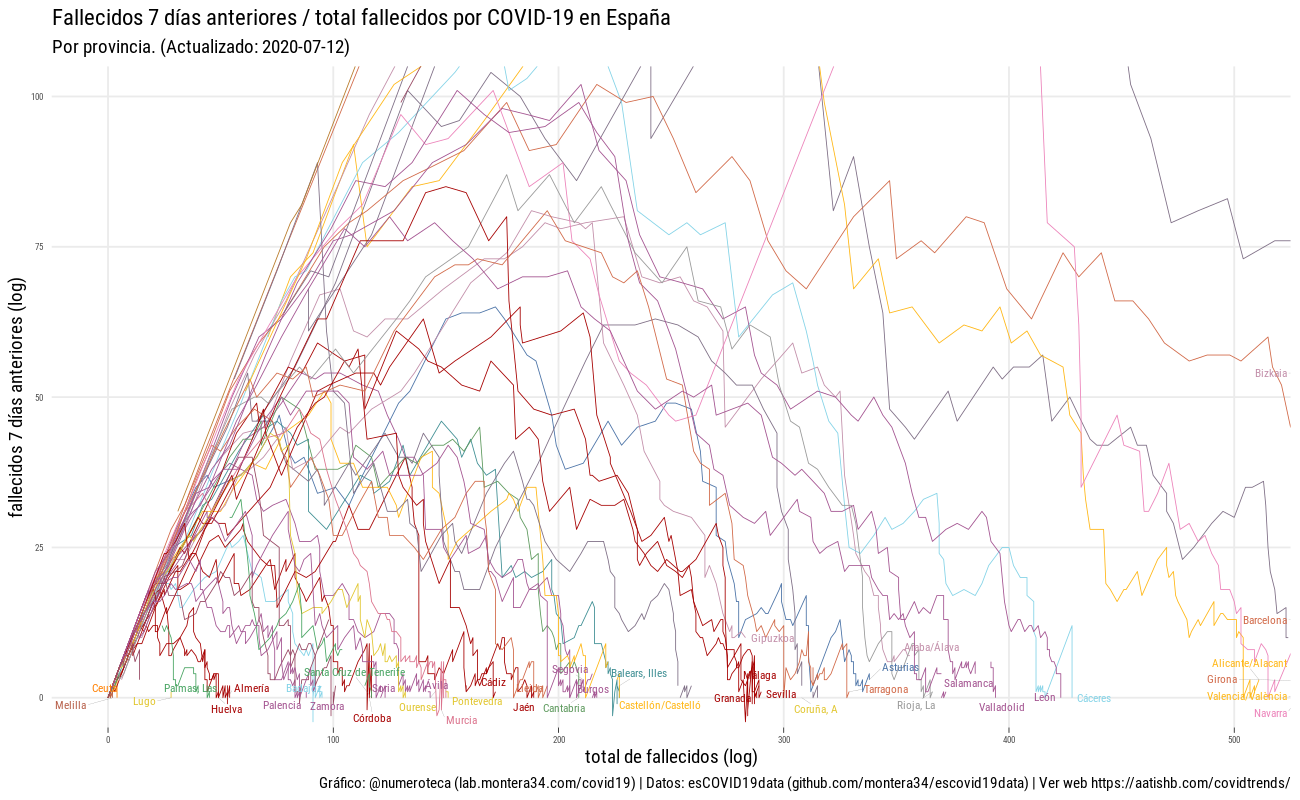 Fallecidos 7 días anteriores / total fallecidos por COVID-19 en España
Por provincia. (Actualizado: 2020-07-12)
fallecidos 7 días anteriores (log)
100
75
50
25
0
Bizkaia
Barcelona
Gipuzkoa
Araba/Álava
Alicante/Alacant
Santa Cruz de Tenerife
Segovia
Balears, Illes
Málaga
Asturias
Girona
Ceuta
Palmas, Las
Almería
Badajoz
Soria
Ávila
Cádiz
Lleida
Burgos
Granada
Sevilla
Tarragona
Salamanca
León
Cáceres
Valencia/València
Melilla
Lugo
Huelva
Palencia
Zamora
Córdoba
Ourense
Pontevedra
Murcia
Jaén
Cantabria
Castellón/Castelló
Coruña, A
Rioja, La
Valladolid
Navarra
0
100
200
300
400
500
total de fallecidos (log)
Gráfico: @numeroteca (lab.montera34.com/covid19) | Datos: esCOVID19data (github.com/montera34/escovid19data) | Ver web https://aatishb.com/covidtrends/